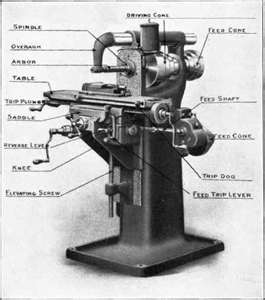 DRIVING CONE
SPINDLE
FEED CONE
OVERARM
ARBOR
TABLE
TRIP PLUNGER
FEED SHAFT
SADDLE
FEED CONE
REVERSE LEVER
TRIP DOG
KNEE
FEED TRIP LEVER
ELEVATING SCREW